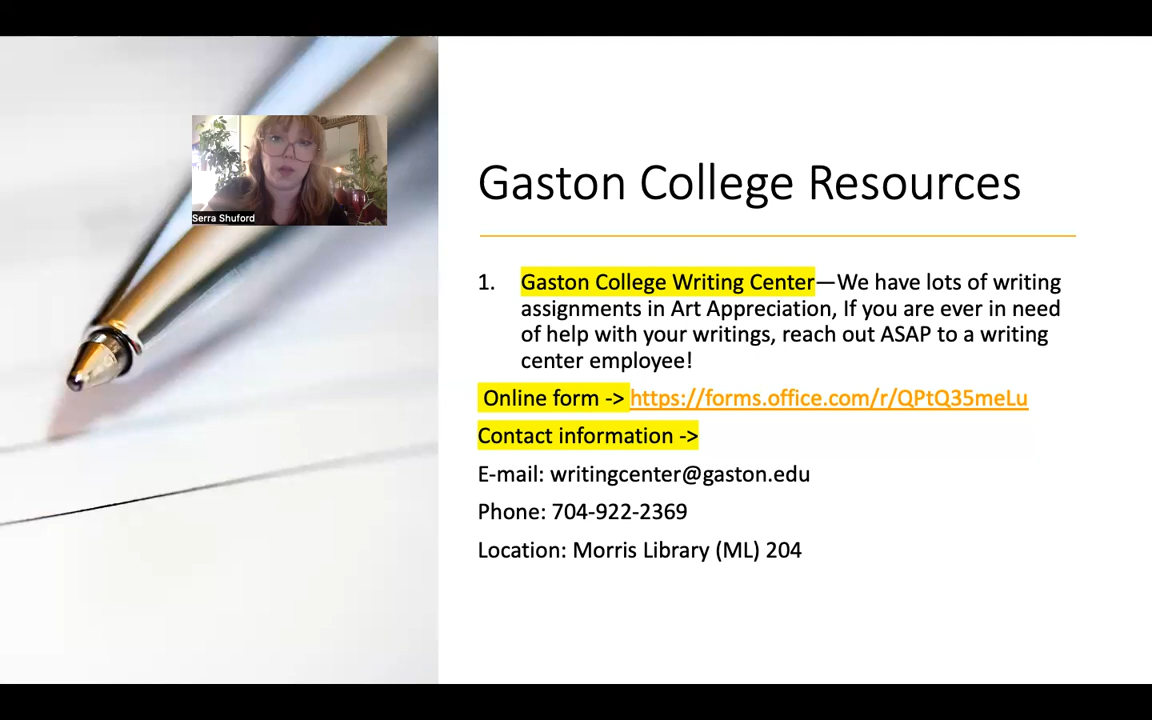 Serra Shuford
Gaston College Resources
1. Gaston College Writing Center—We have lots of writing
assignments in Art Appreciation, If you are ever in need
of help with your writings, reach out ASAP to a writing
center employee!
Online form -> https://forms.office.com/r/QPtQ35meLu
Contact information ->
E-mail: writingcenter@gaston.edu
Phone: 704-922-2369
Location: Morris Library (ML) 204